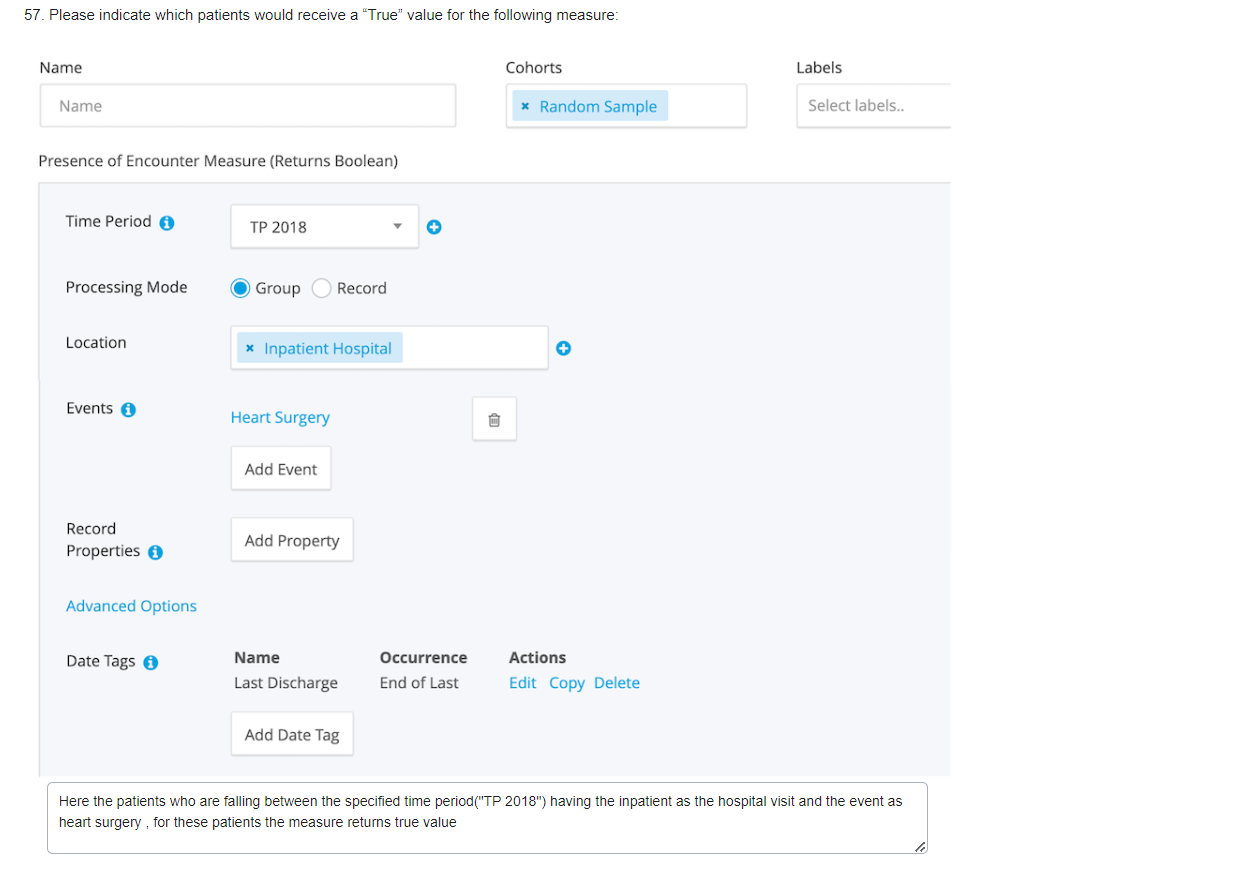 57. Please indicate which patients would receive a “True” value for the following measure:
Name Cohorts Labels
Name × Random Sample Select labels..
Presence of Encounter Measure (Returns Boolean)
Time Period TP 2018
Processing Mode Group Record
Location × Inpatient Hospital
Events Heart Surgery
Add Event
Record
Properties Add Property
Advanced Options
Date Tags Name Occurrence Actions
Last Discharge End of Last Edit Copy Delete
Add Date Tag
Here the patients who are falling between the specified time period("TP 2018") having the inpatient as the hospital visit and the event as
heart surgery , for these patients the measure returns true value